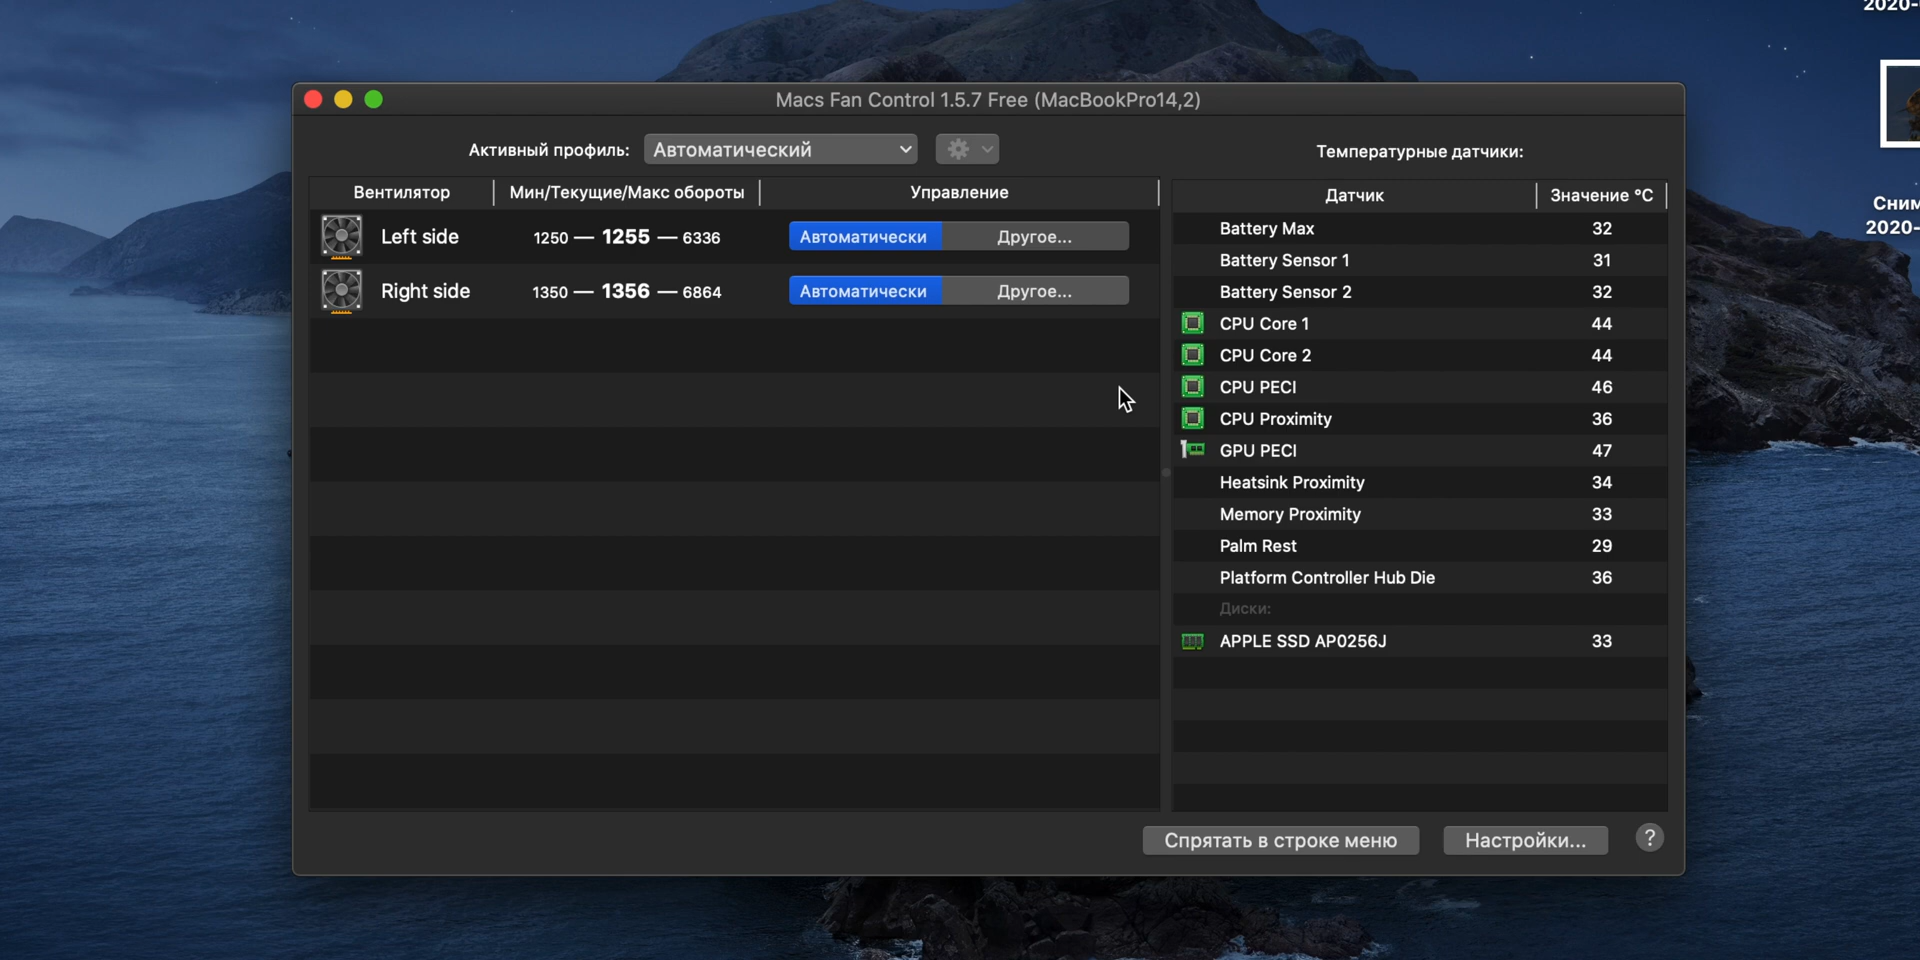 2020-
Macs Fan Control 1.5.7 Free (MacBookPro14,2)
Активный профиль: Автоматический
Температурные датчики:
Вентилятор Мин/Текущие/Макс обороты Управление
Left side 1250 — 1255 — 6336 Автоматически Другое...
Right side 1350 — 1356 — 6864 Автоматически Другое...
Датчик Значение °C
Battery Max 32
Battery Sensor 1 31
Battery Sensor 2 32
CPU Core 1 44
CPU Core 2 44
CPU PECI 46
CPU Proximity 36
GPU PECI 47
Heatsink Proximity 34
Memory Proximity 33
Palm Rest 29
Platform Controller Hub Die 36
Диски:
APPLE SSD AP0256J 33
Спрятать в строке меню Настройки... ?
Сним
2020-